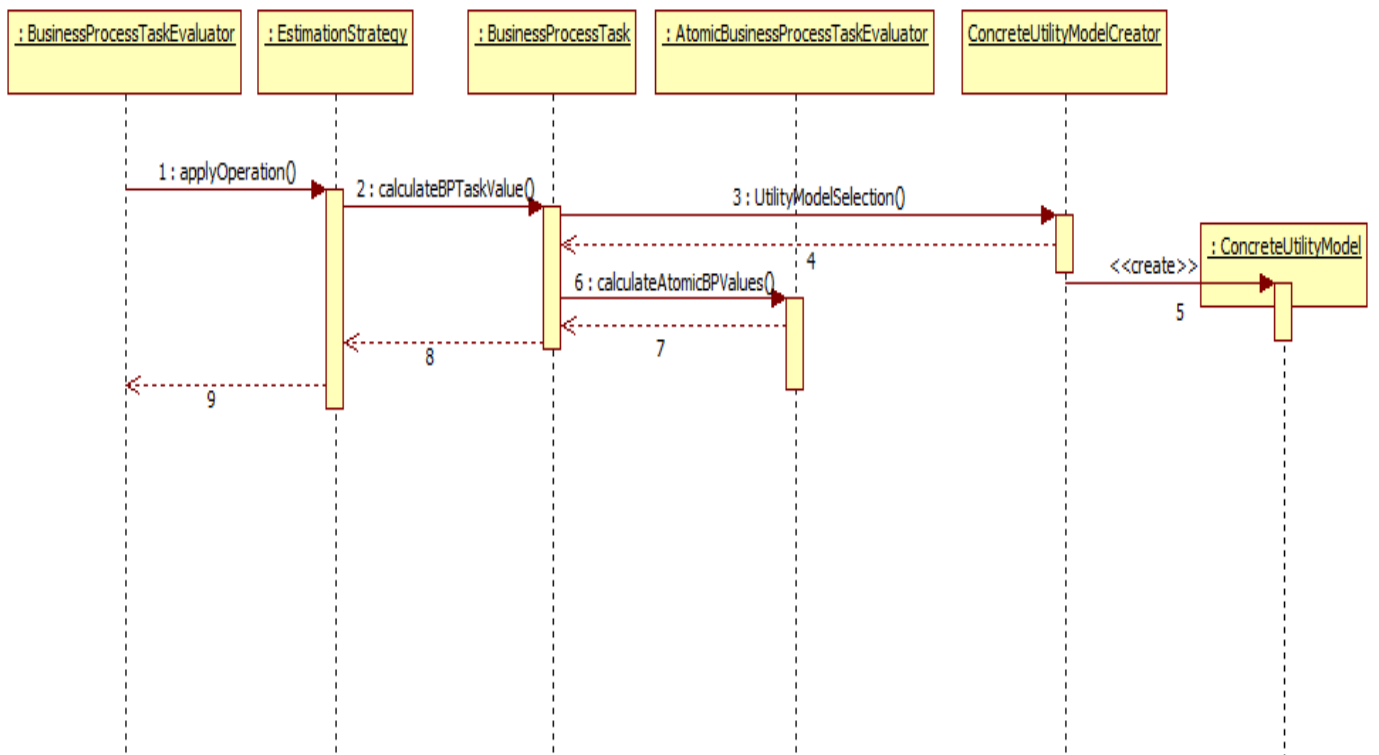 : BusinessProcessTaskEvaluator
: EstimationStrategy
: BusinessProcessTask
: AtomicBusinessProcessTaskEvaluator
ConcreteUtilityModelCreator
1 : applyOperation()
2 : calculateBPTaskValue()
3 : UtilityModelSelection()
4
: ConcreteUtilityModel
<<create>>
5
6 : calculateAtomicBPValues()
7
8
9